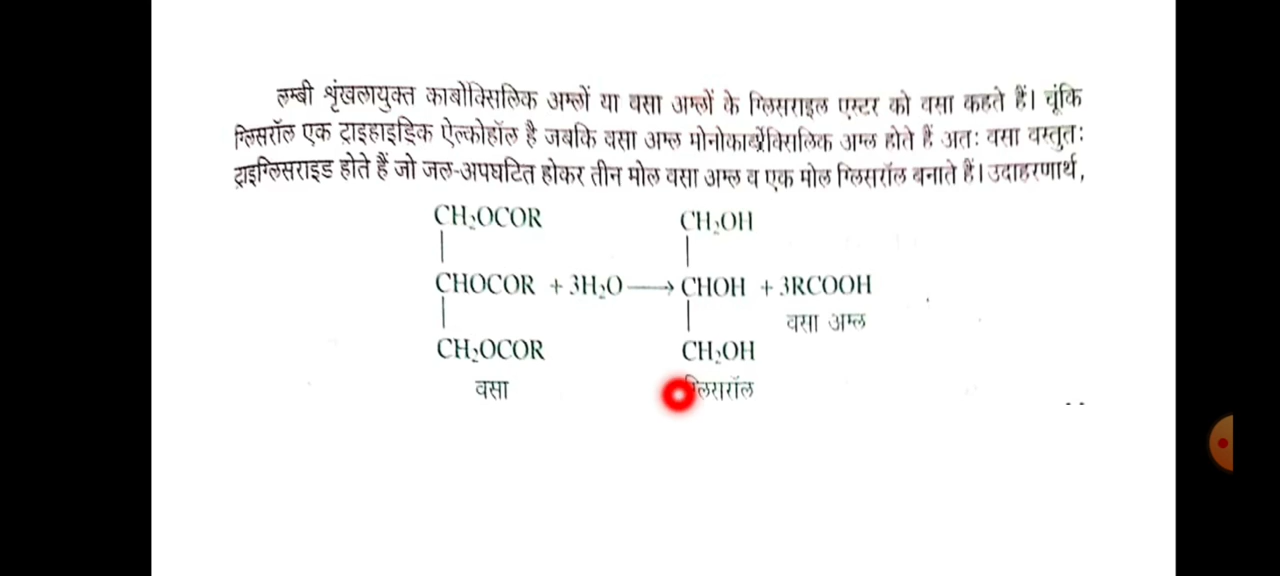 लम्बी शृंखलायुक्त कार्बोक्सिलिक अम्लों या वसा अम्लों के ग्लिसराइल एस्टर को वसा कहते हैं। चूंकि
ग्लिसरॉल एक ट्राइहाइड्रिक ऐल्कोहॉल है जबकि वसा अम्ल मोनोकार्बोक्सिलिक अम्ल होते हैं अतः वसा वस्तुतः
ट्राइग्लिसराइड होते हैं जो जल-अपघटित होकर तीन मोल वसा अम्ल व एक मोल ग्लिसरॉल बनाते हैं। उदाहरणार्थ,
CH₂OCOR CH₂OH
| |
CHOCOR + 3H₂O ⟶ CHOH + 3RCOOH
| | वसा अम्ल
CH₂OCOR CH₂OH
वसा ग्लिसरॉल